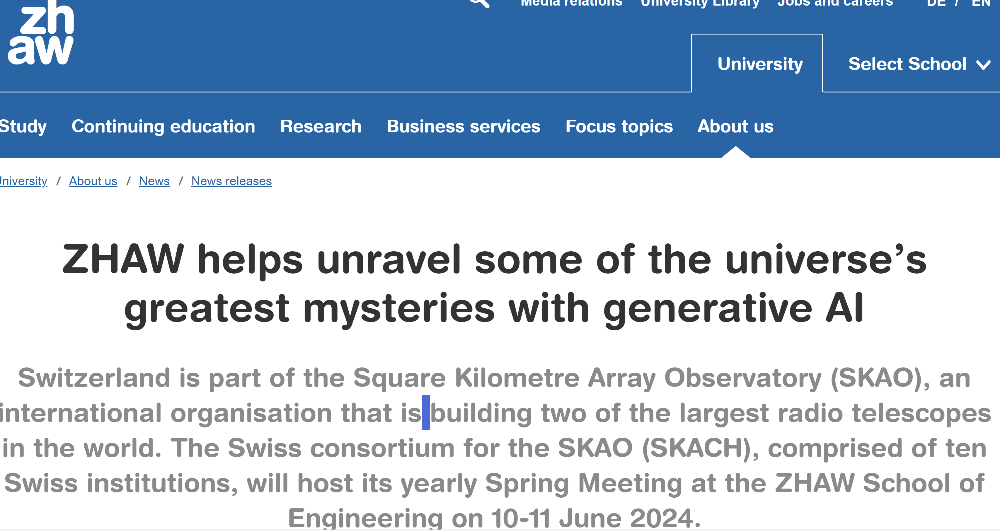 zh
aw
Media relations University Library Jobs and careers DE / EN
University Select School
Study Continuing education Research Business services Focus topics About us
University / About us / News / News releases
ZHAW helps unravel some of the universe’s
greatest mysteries with generative AI
Switzerland is part of the Square Kilometre Array Observatory (SKAO), an
international organisation that is building two of the largest radio telescopes
in the world. The Swiss consortium for the SKAO (SKACH), comprised of ten
Swiss institutions, will host its yearly Spring Meeting at the ZHAW School of
Engineering on 10-11 June 2024.